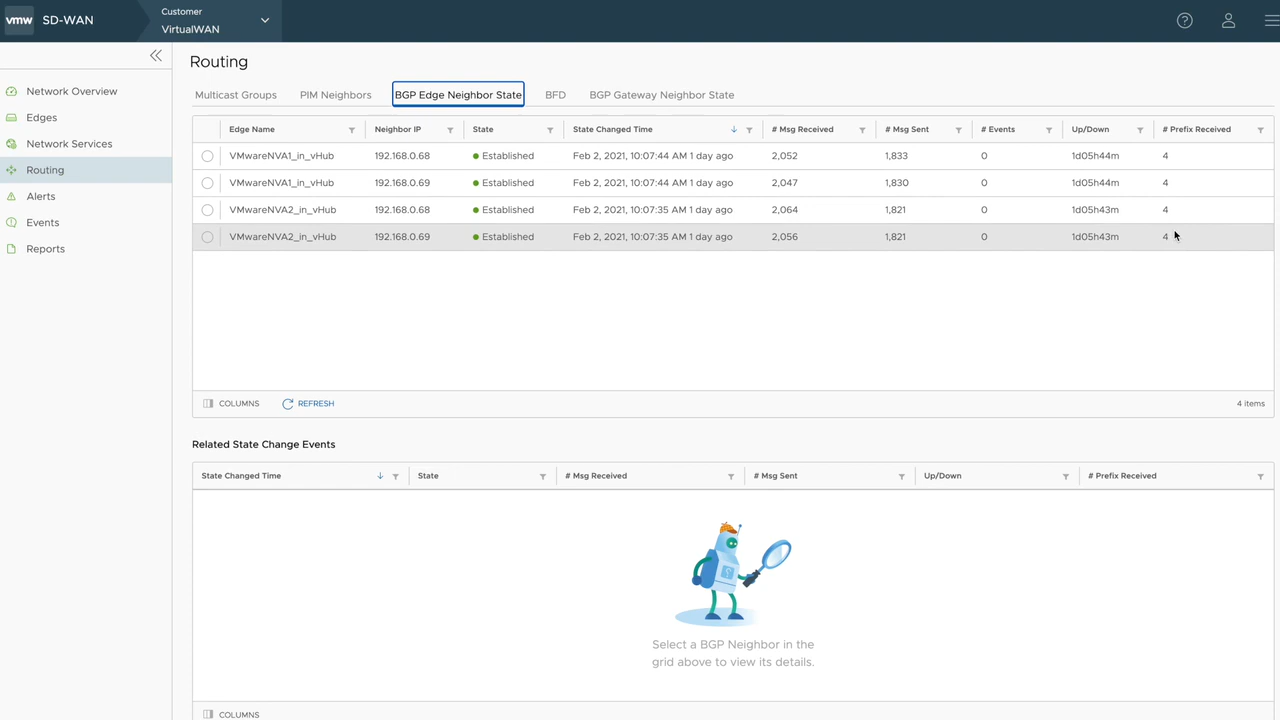 vmw SD-WAN Customer
VirtualWAN
Routing
Network Overview
Edges
Network Services
Routing
Alerts
Events
Reports
Multicast Groups PIM Neighbors BGP Edge Neighbor State BFD BGP Gateway Neighbor State
Edge Name Neighbor IP State State Changed Time # Msg Received # Msg Sent # Events Up/Down # Prefix Received
VMwareNVA1_in_vHub 192.168.0.68 Established Feb 2, 2021, 10:07:44 AM 1 day ago 2,052 1,833 0 1d05h44m 4
VMwareNVA1_in_vHub 192.168.0.69 Established Feb 2, 2021, 10:07:44 AM 1 day ago 2,047 1,830 0 1d05h44m 4
VMwareNVA2_in_vHub 192.168.0.68 Established Feb 2, 2021, 10:07:35 AM 1 day ago 2,064 1,821 0 1d05h43m 4
VMwareNVA2_in_vHub 192.168.0.69 Established Feb 2, 2021, 10:07:35 AM 1 day ago 2,056 1,821 0 1d05h43m 4
COLUMNS REFRESH 4 items
Related State Change Events
State Changed Time State # Msg Received # Msg Sent Up/Down # Prefix Received
Select a BGP Neighbor in the
grid above to view its details.
COLUMNS